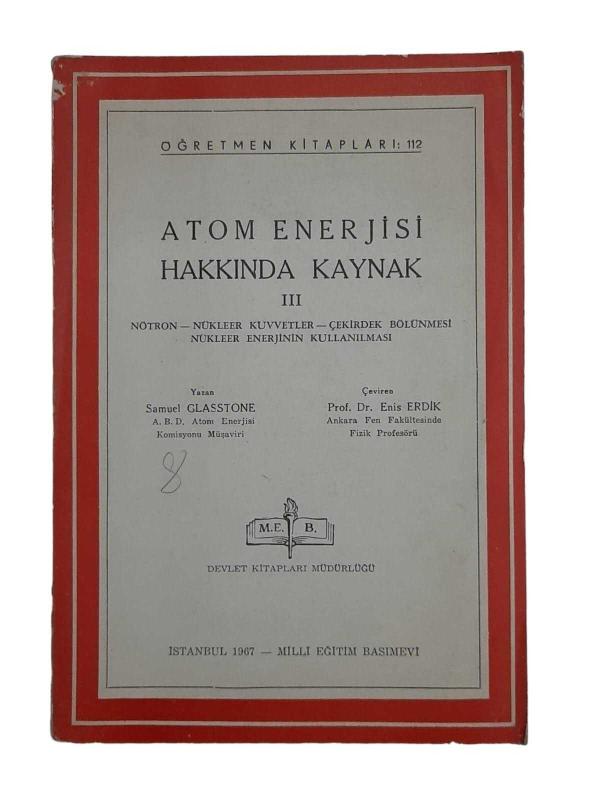 ÖĞRETMEN KİTAPLARI: 112
ATOM ENERJİSİ
HAKKINDA KAYNAK
III
NÖTRON — NÜKLEER KUVVETLER — ÇEKİRDEK BÖLÜNMESİ
NÜKLEER ENERJİNİN KULLANILMASI
Yazan
Samuel GLASSTONE
A. B. D. Atom Enerjisi
Komisyonu Müşaviri
Çeviren
Prof. Dr. Enis ERDİK
Ankara Fen Fakültesinde
Fizik Profesörü
8
M.E. B.
DEVLET KİTAPLARI MÜDÜRLÜĞÜ
İSTANBUL 1967 — MİLLİ EĞİTİM BASIMEVİ